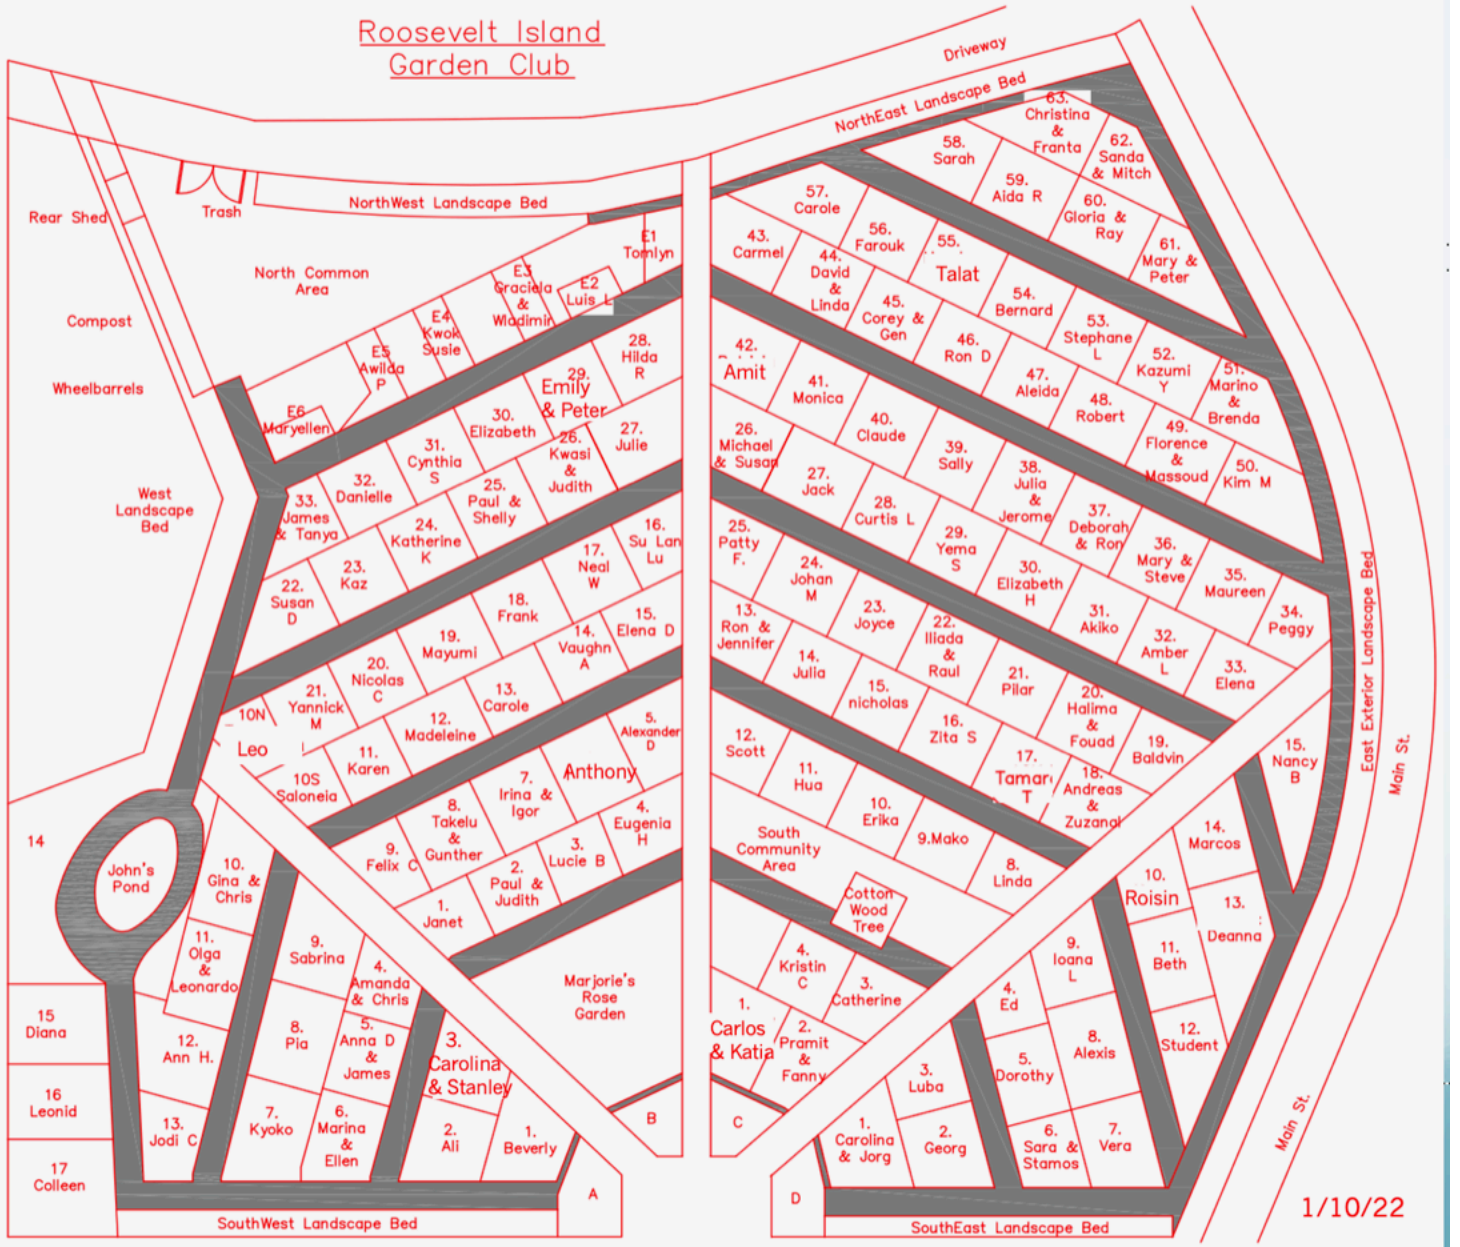 Roosevelt Island
Garden Club
Driveway
NorthEast Landscape Bed
Rear Shed
Trash
NorthWest Landscape Bed
North Common
Area
Compost
Wheelbarrels
West
Landscape
Bed
E1
Tomlyn
E2
Luis L
E3
Graciela
&
Wladimir
E4
Kwok
Susie
E5
Awilda
P
E6
Maryellen
28.
Hilda
R
29.
Emily
& Peter
30.
Elizabeth
31.
Cynthia
S
32.
Danielle
33.
James
& Tanya
27.
Julie
26.
Kwasi
&
Judith
25.
Paul &
Shelly
24.
Katherine
K
23.
Kaz
22.
Susan
D
16.
Su Lan
Lu
17.
Neal
W
18.
Frank
19.
Mayumi
20.
Nicolas
C
21.
Yannick
M
10N
Leo
15.
Elena D
14.
Vaughn
A
13.
Carole
12.
Madeleine
11.
Karen
10S
Saloneia
5.
Alexander
D
Anthony
7.
Irina &
Igor
8.
Takelu
&
Gunther
9.
Felix C
4.
Eugenia
H
3.
Lucie B
2.
Paul &
Judith
1.
Janet
Marjorie's
Rose
Garden
B
14
John's
Pond
15
Diana
16
Leonid
17
Colleen
10.
Gina &
Chris
11.
Olga
&
Leonardo
12.
Ann H.
13.
Jodi C
9.
Sabrina
8.
Pia
7.
Kyoko
4.
Amanda
& Chris
5.
Anna D
&
James
6.
Marina
&
Ellen
3.
Carolina
& Stanley
2.
Ali
1.
Beverly
A
SouthWest Landscape Bed
63.
Christina
&
Franta
62.
Sanda
& Mitch
58.
Sarah
59.
Aida R
60.
Gloria &
Ray
61.
Mary &
Peter
57.
Carole
56.
Farouk
55.
Talat
54.
Bernard
53.
Stephane
L
52.
Kazumi
Y
51.
Marino
&
Brenda
43.
Carmel
44.
David
&
Linda
45.
Corey &
Gen
46.
Ron D
47.
Aleida
48.
Robert
49.
Florence
&
Massoud
50.
Kim M
42.
Amit
41.
Monica
40.
Claude
39.
Sally
38.
Julia
&
Jerome
37.
Deborah
& Ron
36.
Mary &
Steve
35.
Maureen
34.
Peggy
26.
Michael
& Susan
27.
Jack
28.
Curtis L
29.
Yema
S
30.
Elizabeth
H
31.
Akiko
32.
Amber
L
33.
Elena
25.
Patty
F.
24.
Johan
M
23.
Joyce
22.
Iliada
&
Raul
21.
Pilar
20.
Halima
&
Fouad
19.
Baldvin
13.
Ron &
Jennifer
14.
Julia
15.
nicholas
16.
Zita S
17.
Tamar
T
18.
Andreas
&
Zuzana
12.
Scott
11.
Hua
10.
Erika
9.Mako
8.
Linda
South
Community
Area
Cotton
Wood
Tree
4.
Kristin
C
3.
Catherine
1.
Carlos
& Katia
2.
Pramit
&
Fanny
C
15.
Nancy
B
14.
Marcos
13.
Deanna
10.
Roisin
11.
Beth
12.
Student
9.
Ioana
L
8.
Alexis
7.
Vera
4.
Ed
5.
Dorothy
6.
Sara &
Stamos
3.
Luba
2.
Georg
1.
Carolina
& Jorg
D
SouthEast Landscape Bed
East Exterior Landscape Bed
Main St.
Main St.
1/10/22